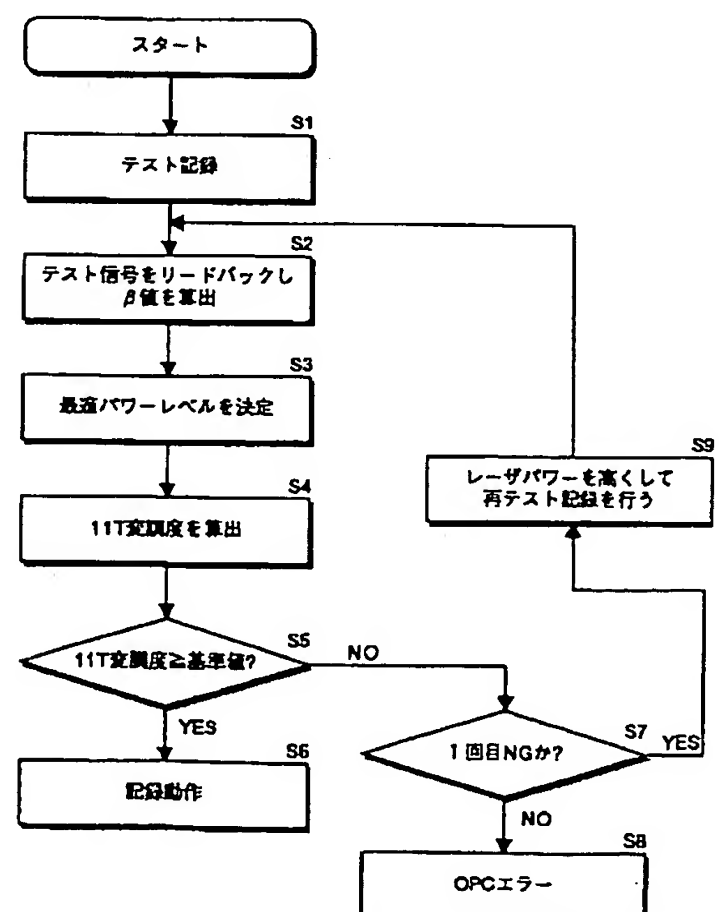 スタート
S1
テスト記録
S2
テスト信号をリードバックし
β値を算出
S3
最適パワーレベルを決定
S9
レーザパワーを高くして
再テスト記録を行う
S4
11T変調度を算出
S5
11T変調度≧基準値?
NO
YES
S7
1回目NGか?
YES
S6
記録動作
NO
S8
OPCエラー